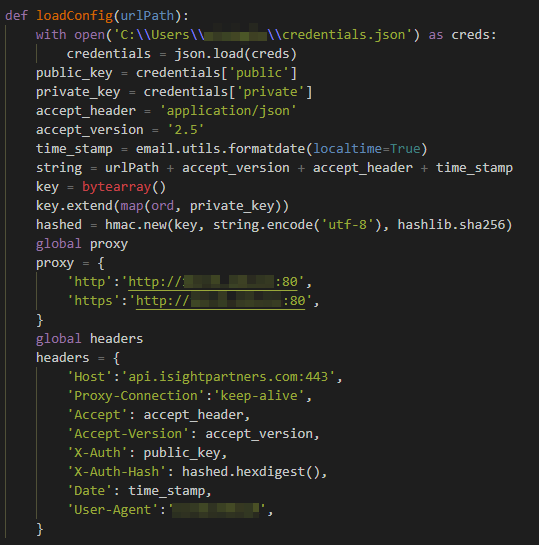 def loadConfig(urlPath):
    with open('C:\\Users\\\\credentials.json') as creds:
        credentials = json.load(creds)
    public_key = credentials['public']
    private_key = credentials['private']
    accept_header = 'application/json'
    accept_version = '2.5'
    time_stamp = email.utils.formatdate(localtime=True)
    string = urlPath + accept_version + accept_header + time_stamp
    key = bytearray()
    key.extend(map(ord, private_key))
    hashed = hmac.new(key, string.encode('utf-8'), hashlib.sha256)
    global proxy
    proxy = {
        'http':'http://:80',
        'https':'http://:80',
    }
    global headers
    headers = {
        'Host':'api.isightpartners.com:443',
        'Proxy-Connection':'keep-alive',
        'Accept': accept_header,
        'Accept-Version': accept_version,
        'X-Auth': public_key,
        'X-Auth-Hash': hashed.hexdigest(),
        'Date': time_stamp,
        'User-Agent':'',
    }